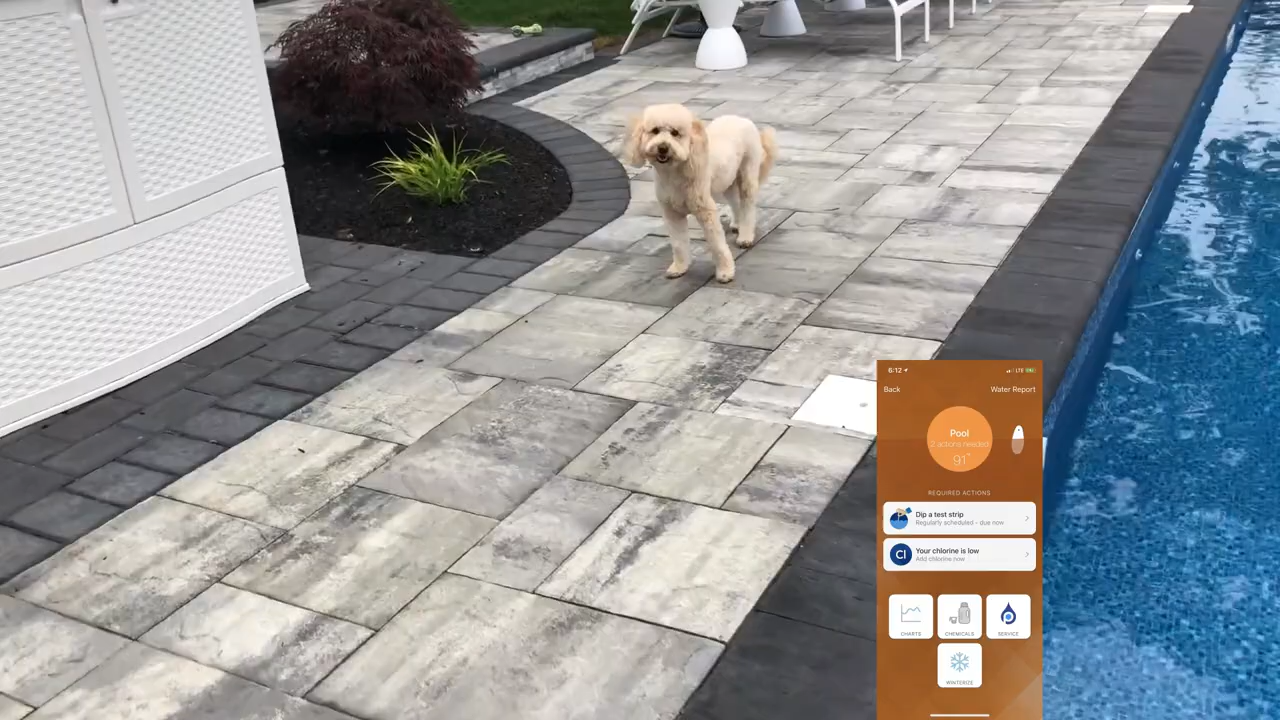 6:12
LTE
Back
Water Report
Pool
2 actions needed
91°
REQUIRED ACTIONS
Dip a test strip
Regularly scheduled - due now
Cl
Your chlorine is low
Add chlorine now
CHARTS
CHEMICALS
SERVICE
WINTERIZE